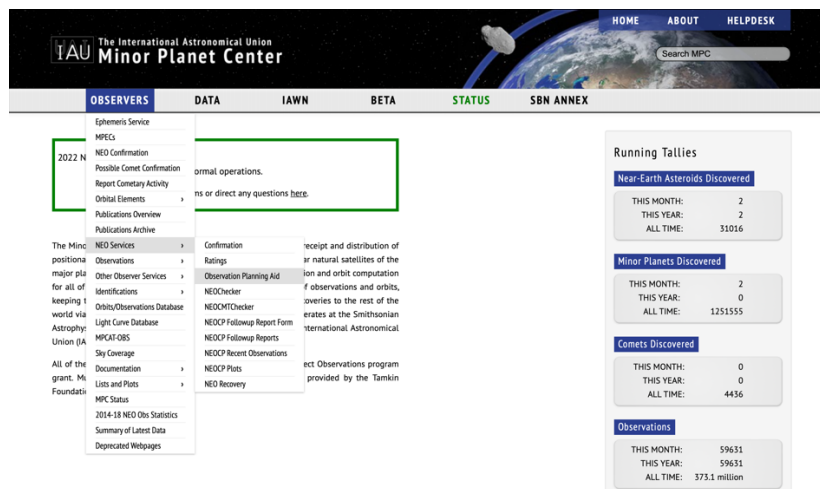 HOME ABOUT HELPDESK
IAU The International Astronomical Union
Minor Planet Center
Search MPC
OBSERVERS DATA IAWN BETA STATUS SBN ANNEX
Ephemeris Service
MPECs
NEO Confirmation
Possible Comet Confirmation
Report Cometary Activity
Orbital Elements ›
Publications Overview
Publications Archive
NEO Services ›
Observations ›
Other Observer Services ›
Identifications ›
Orbits/Observations Database
Light Curve Database
MPCAT-OBS
Sky Coverage
Documentation ›
Lists and Plots ›
MPC Status
2014-18 NEO Obs Statistics
Summary of Latest Data
Deprecated Webpages
Confirmation
Ratings
Observation Planning Aid
NEOChecker
NEOCMTChecker
NEOCP Followup Report Form
NEOCP Followup Reports
NEOCP Recent Observations
NEOCP Plots
NEO Recovery
2022 N
ormal operations.
ns or direct any questions here.
The Mino receipt and distribution of
positiona ar natural satellites of the
major pla ion and orbit computation
for all of f observations and orbits,
keeping t coveries to the rest of the
world via erates at the Smithsonian
Astrophy nternational Astronomical
Union (IA
All of the ect Observations program
grant. Mu provided by the Tamkin
Foundati
Running Tallies
Near-Earth Asteroids Discovered
THIS MONTH: 2
THIS YEAR: 2
ALL TIME: 31016
Minor Planets Discovered
THIS MONTH: 2
THIS YEAR: 0
ALL TIME: 1251555
Comets Discovered
THIS MONTH: 0
THIS YEAR: 0
ALL TIME: 4436
Observations
THIS MONTH: 59631
THIS YEAR: 59631
ALL TIME: 373.1 million